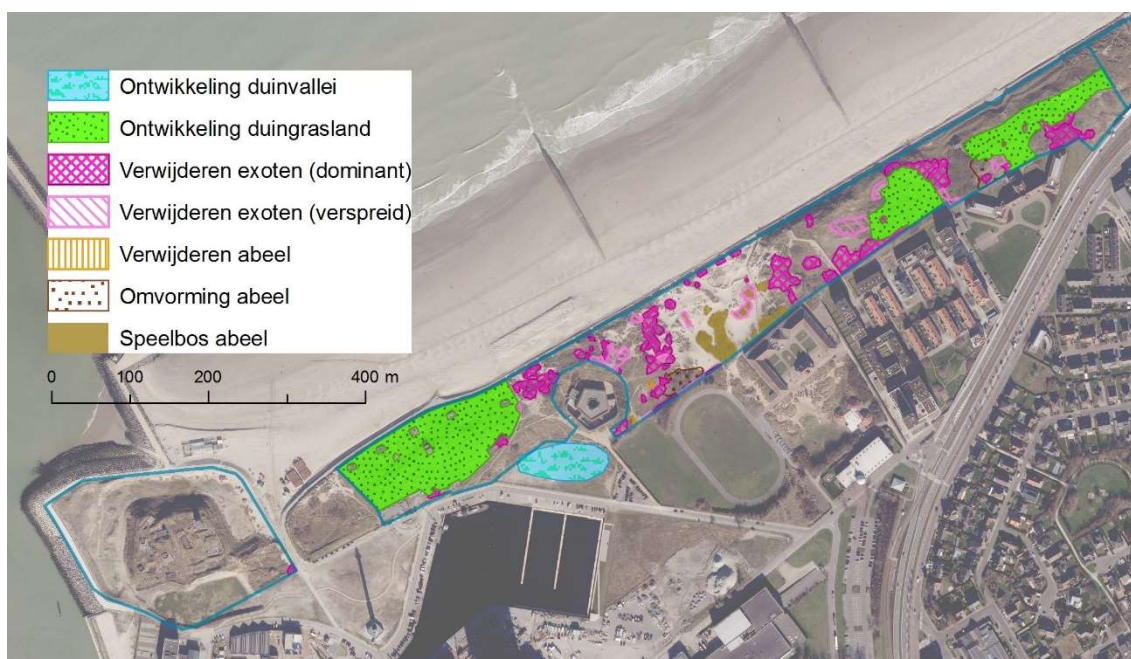 Ontwikkeling duinvallei
Ontwikkeling duingrasland
Verwijderen exoten (dominant)
Verwijderen exoten (verspreid)
Verwijderen abeel
Omvorming abeel
Speelbos abeel
0 100 200 400 m